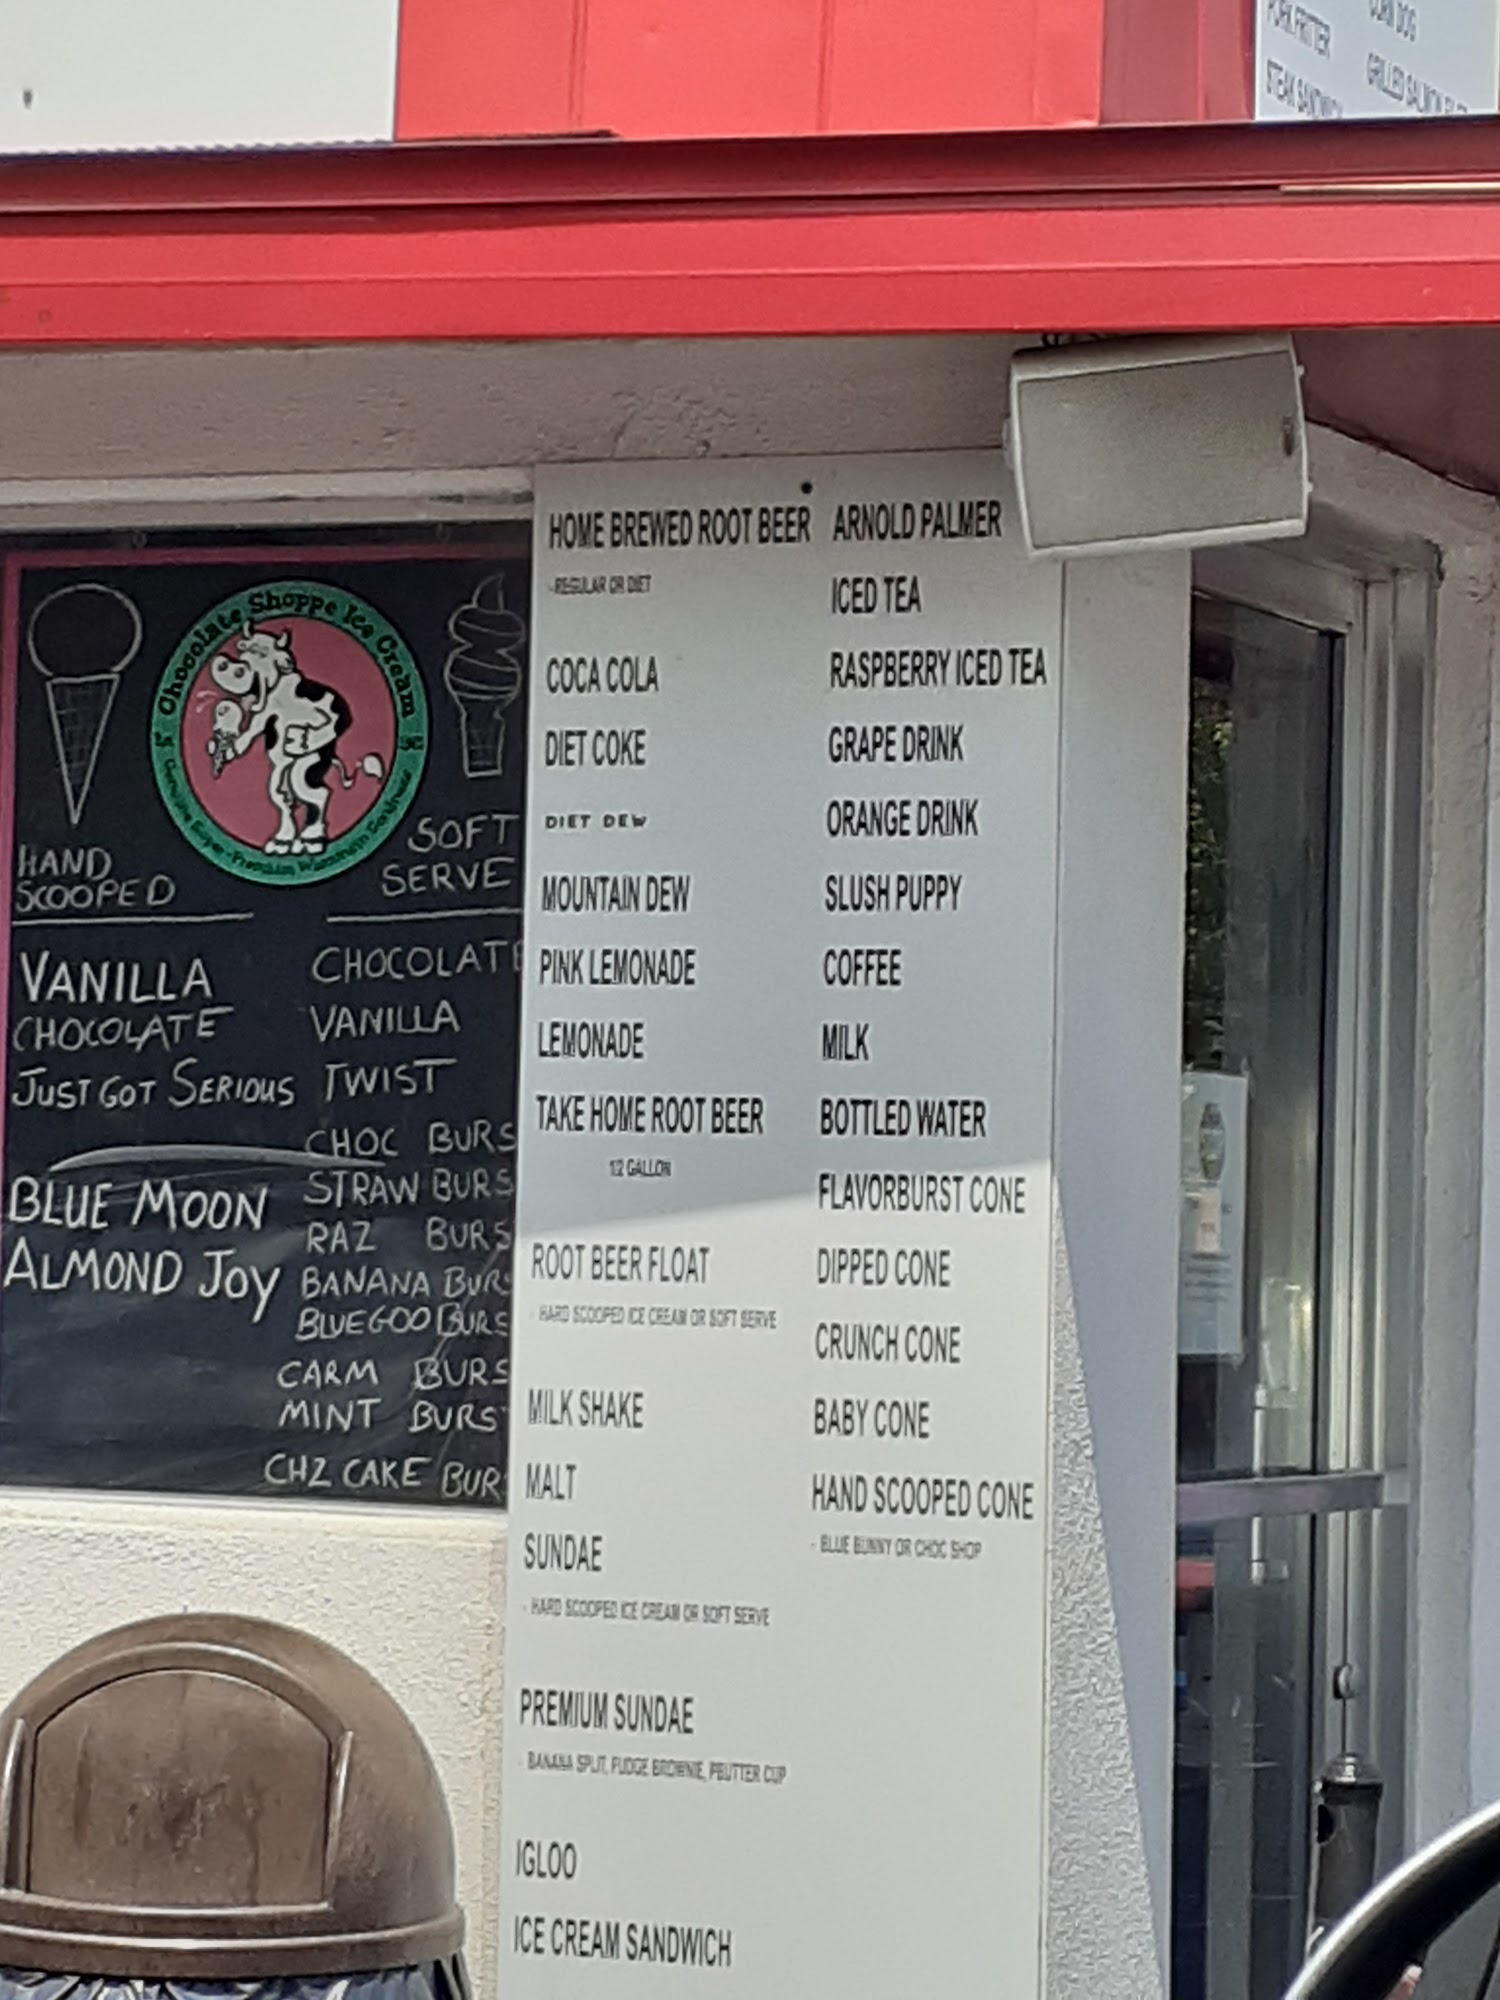 PORK FRITTER
CORN DOG
STEAK SANDWICH
GRILLED SALMON
Chocolate Shoppe Ice Cream
HAND
SCOOPED
VANILLA
CHOCOLATE
JUST GOT SERIOUS
BLUE MOON
ALMOND JOY
SOFT
SERVE
CHOCOLATE
VANILLA
TWIST
CHOC BURS
STRAW BURS
RAZ BURS
BANANA BURS
BLUE GOO BURS
CARM BURS
MINT BURST
CHZ CAKE BURS
HOME BREWED ROOT BEER
- REGULAR OR DIET
COCA COLA
DIET COKE
DIET DEW
MOUNTAIN DEW
PINK LEMONADE
LEMONADE
TAKE HOME ROOT BEER
1/2 GALLON
ROOT BEER FLOAT
- HARD SCOOPED ICE CREAM OR SOFT SERVE
MILK SHAKE
MALT
SUNDAE
- HARD SCOOPED ICE CREAM OR SOFT SERVE
PREMIUM SUNDAE
- BANANA SPLIT, FUDGE BROWNIE, PBUTTER CUP
IGLOO
ICE CREAM SANDWICH
ARNOLD PALMER
ICED TEA
RASPBERRY ICED TEA
GRAPE DRINK
ORANGE DRINK
SLUSH PUPPY
COFFEE
MILK
BOTTLED WATER
FLAVORBURST CONE
DIPPED CONE
CRUNCH CONE
BABY CONE
HAND SCOOPED CONE
- BLUE BUNNY OR CHOC SHOP